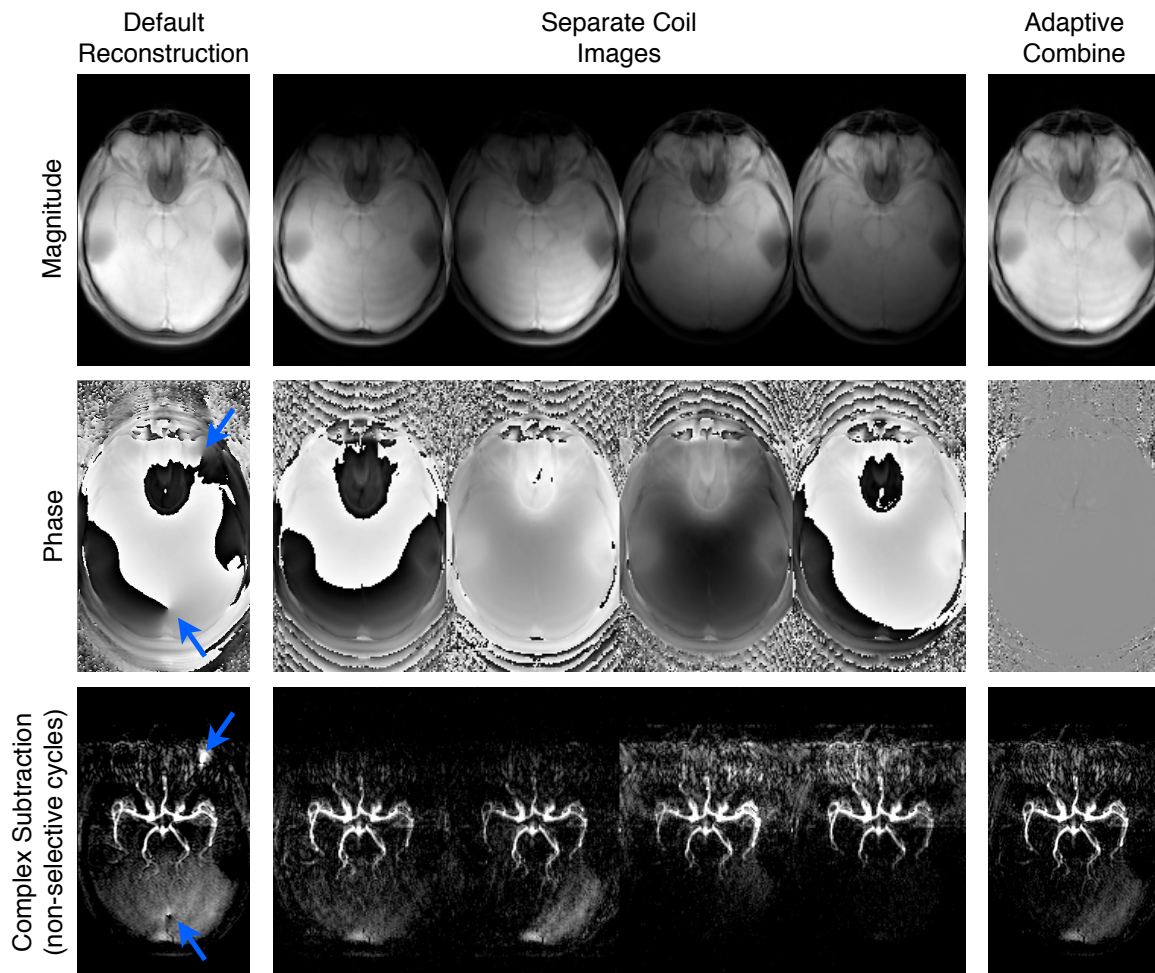 Default
Reconstruction
Separate Coil
Images
Adaptive
Combine
Magnitude
Phase
Complex Subtraction
(non-selective cycles)